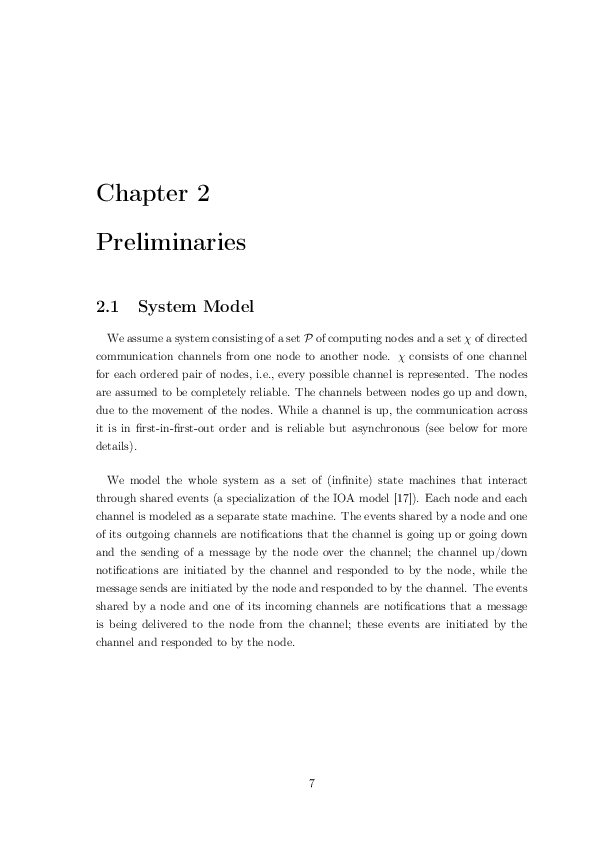 Chapter 2
Preliminaries
2.1 System Model
We assume a system consisting of a set 𝒫 of computing nodes and a set χ of directed
communication channels from one node to another node. χ consists of one channel
for each ordered pair of nodes, i.e., every possible channel is represented. The nodes
are assumed to be completely reliable. The channels between nodes go up and down,
due to the movement of the nodes. While a channel is up, the communication across
it is in first-in-first-out order and is reliable but asynchronous (see below for more
details).
We model the whole system as a set of (infinite) state machines that interact
through shared events (a specialization of the IOA model [17]). Each node and each
channel is modeled as a separate state machine. The events shared by a node and one
of its outgoing channels are notifications that the channel is going up or going down
and the sending of a message by the node over the channel; the channel up/down
notifications are initiated by the channel and responded to by the node, while the
message sends are initiated by the node and responded to by the channel. The events
shared by a node and one of its incoming channels are notifications that a message
is being delivered to the node from the channel; these events are initiated by the
channel and responded to by the node.
7